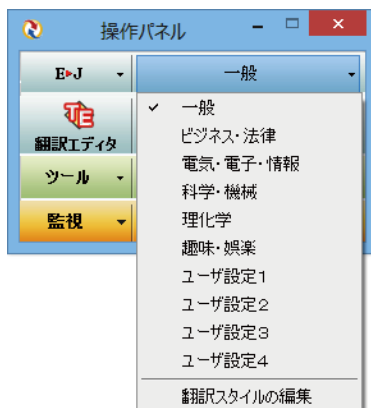 操作パネル
E▶J
一般
翻訳エディタ
ツール
監視
✓ 一般
ビジネス・法律
電気・電子・情報
科学・機械
理化学
趣味・娯楽
ユーザ設定1
ユーザ設定2
ユーザ設定3
ユーザ設定4
翻訳スタイルの編集